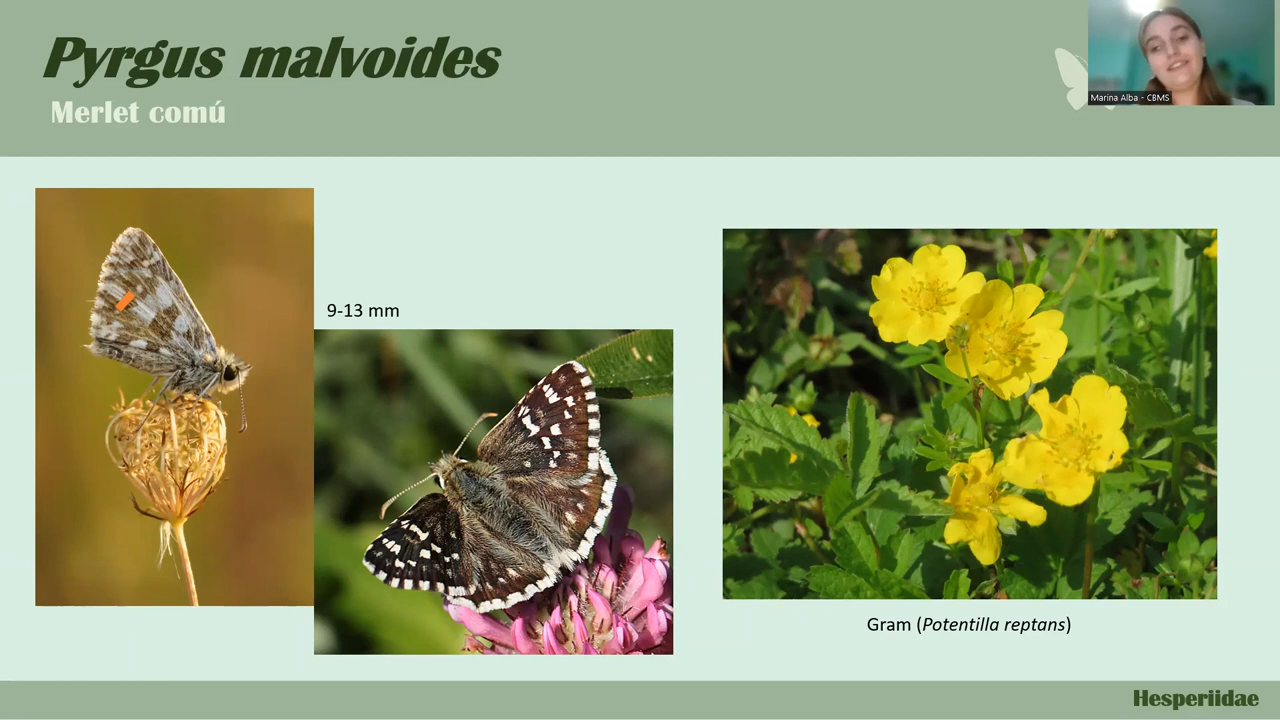 Pyrgus malvoides
Merlet comú
Marina Alba - CBMS
9-13 mm
Gram (Potentilla reptans)
Hesperiidae